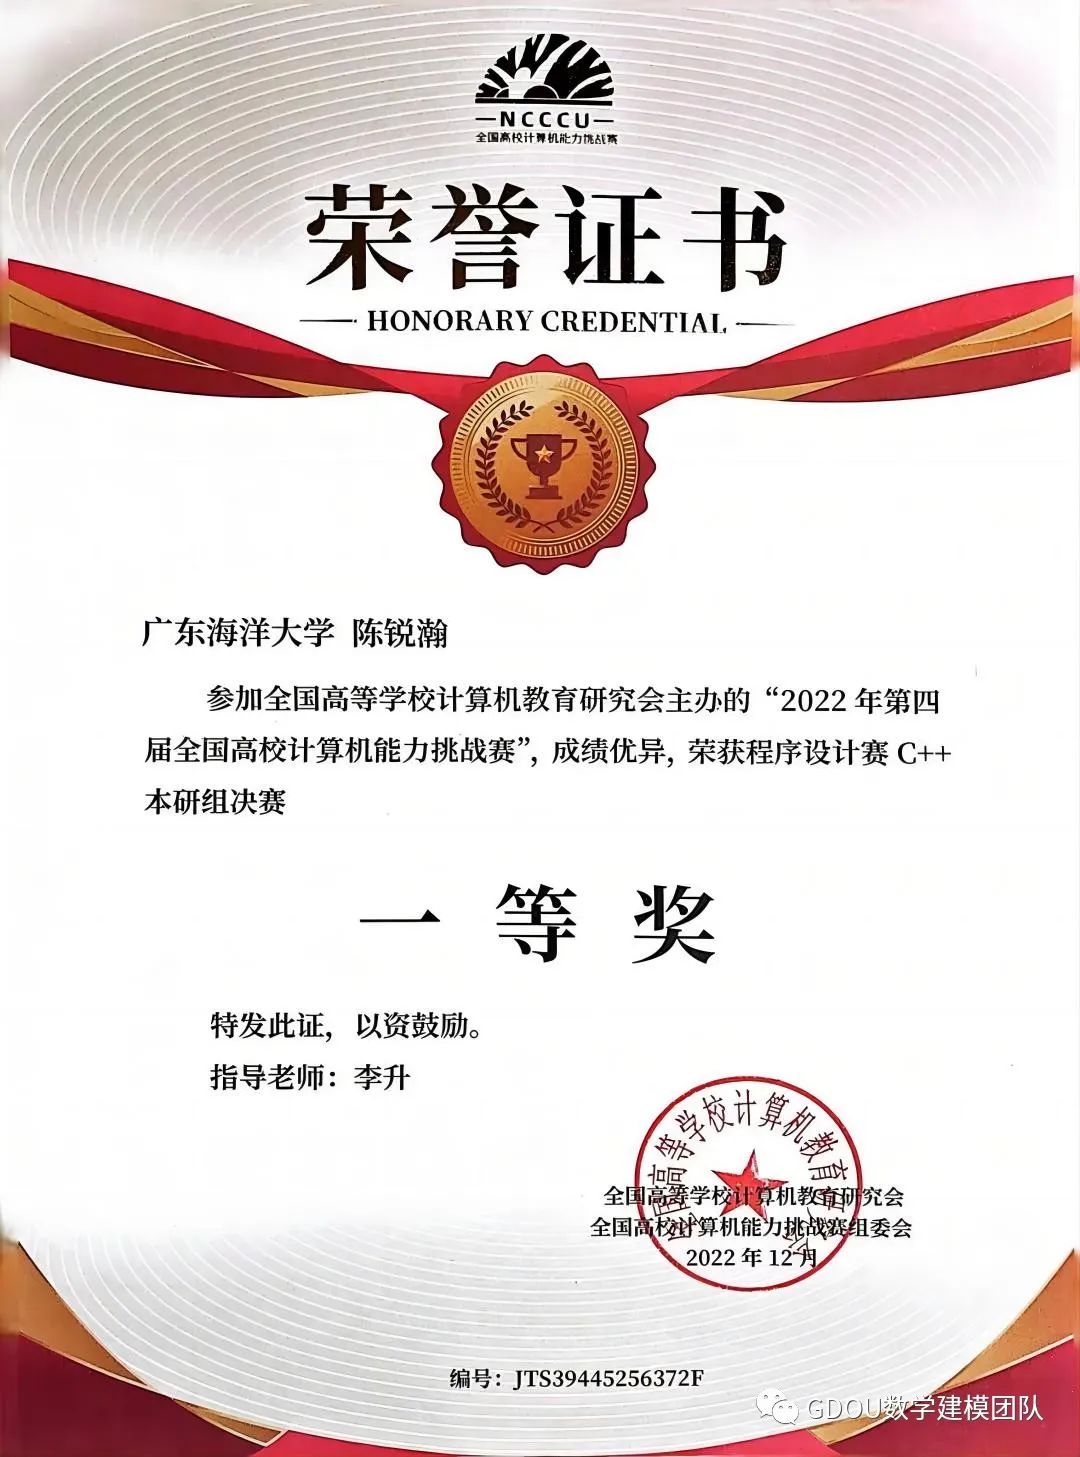 NCCCU
全国高校计算机能力挑战赛
荣誉证书
HONORARY CREDENTIAL
广东海洋大学 陈锐瀚
参加全国高等学校计算机教育研究会主办的“2022 年第四
届全国高校计算机能力挑战赛”, 成绩优异, 荣获程序设计赛 C++
本研组决赛
一等奖
特发此证，以资鼓励。
指导老师：李升
全国高等学校计算机教育研究会
全国高等学校计算机教育研究会
全国高校计算机能力挑战赛组委会
2022 年 12 月
编号：JTS39445256372F
GDOU数学建模团队